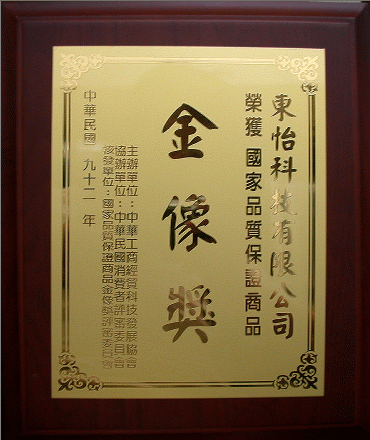 東怡科技有限公司
榮獲 國家品質保證商品
金像獎
主辦單位：中華工商經貿科技發展協會
協辦單位：中華民國消費者評審委員會
核發單位：國家品質保證商品金像獎評審委員會
中華民國 九十二 年